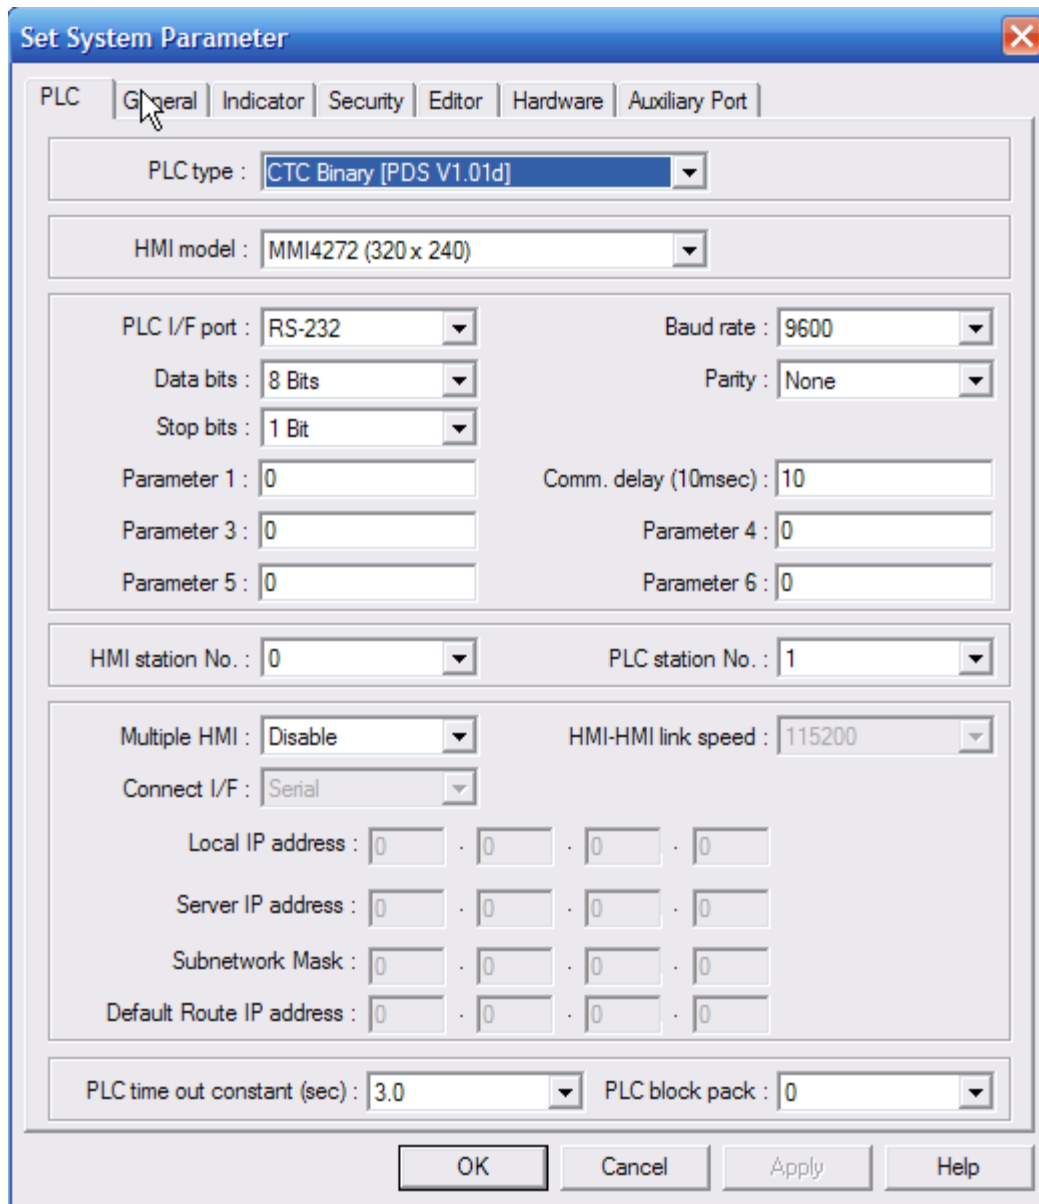 Set System Parameter
PLC General Indicator Security Editor Hardware Auxiliary Port
PLC type : CTC Binary [PDS V1.01d]
HMI model : MMI4272 (320 x 240)
PLC I/F port : RS-232 Baud rate : 9600
Data bits : 8 Bits Parity : None
Stop bits : 1 Bit
Parameter 1 : 0 Comm. delay (10msec) : 10
Parameter 3 : 0 Parameter 4 : 0
Parameter 5 : 0 Parameter 6 : 0
HMI station No. : 0 PLC station No. : 1
Multiple HMI : Disable HMI-HMI link speed : 115200
Connect I/F : Serial
Local IP address : 0 . 0 . 0 . 0
Server IP address : 0 . 0 . 0 . 0
Subnetwork Mask : 0 . 0 . 0 . 0
Default Route IP address : 0 . 0 . 0 . 0
PLC time out constant (sec) : 3.0 PLC block pack : 0
OK Cancel Apply Help